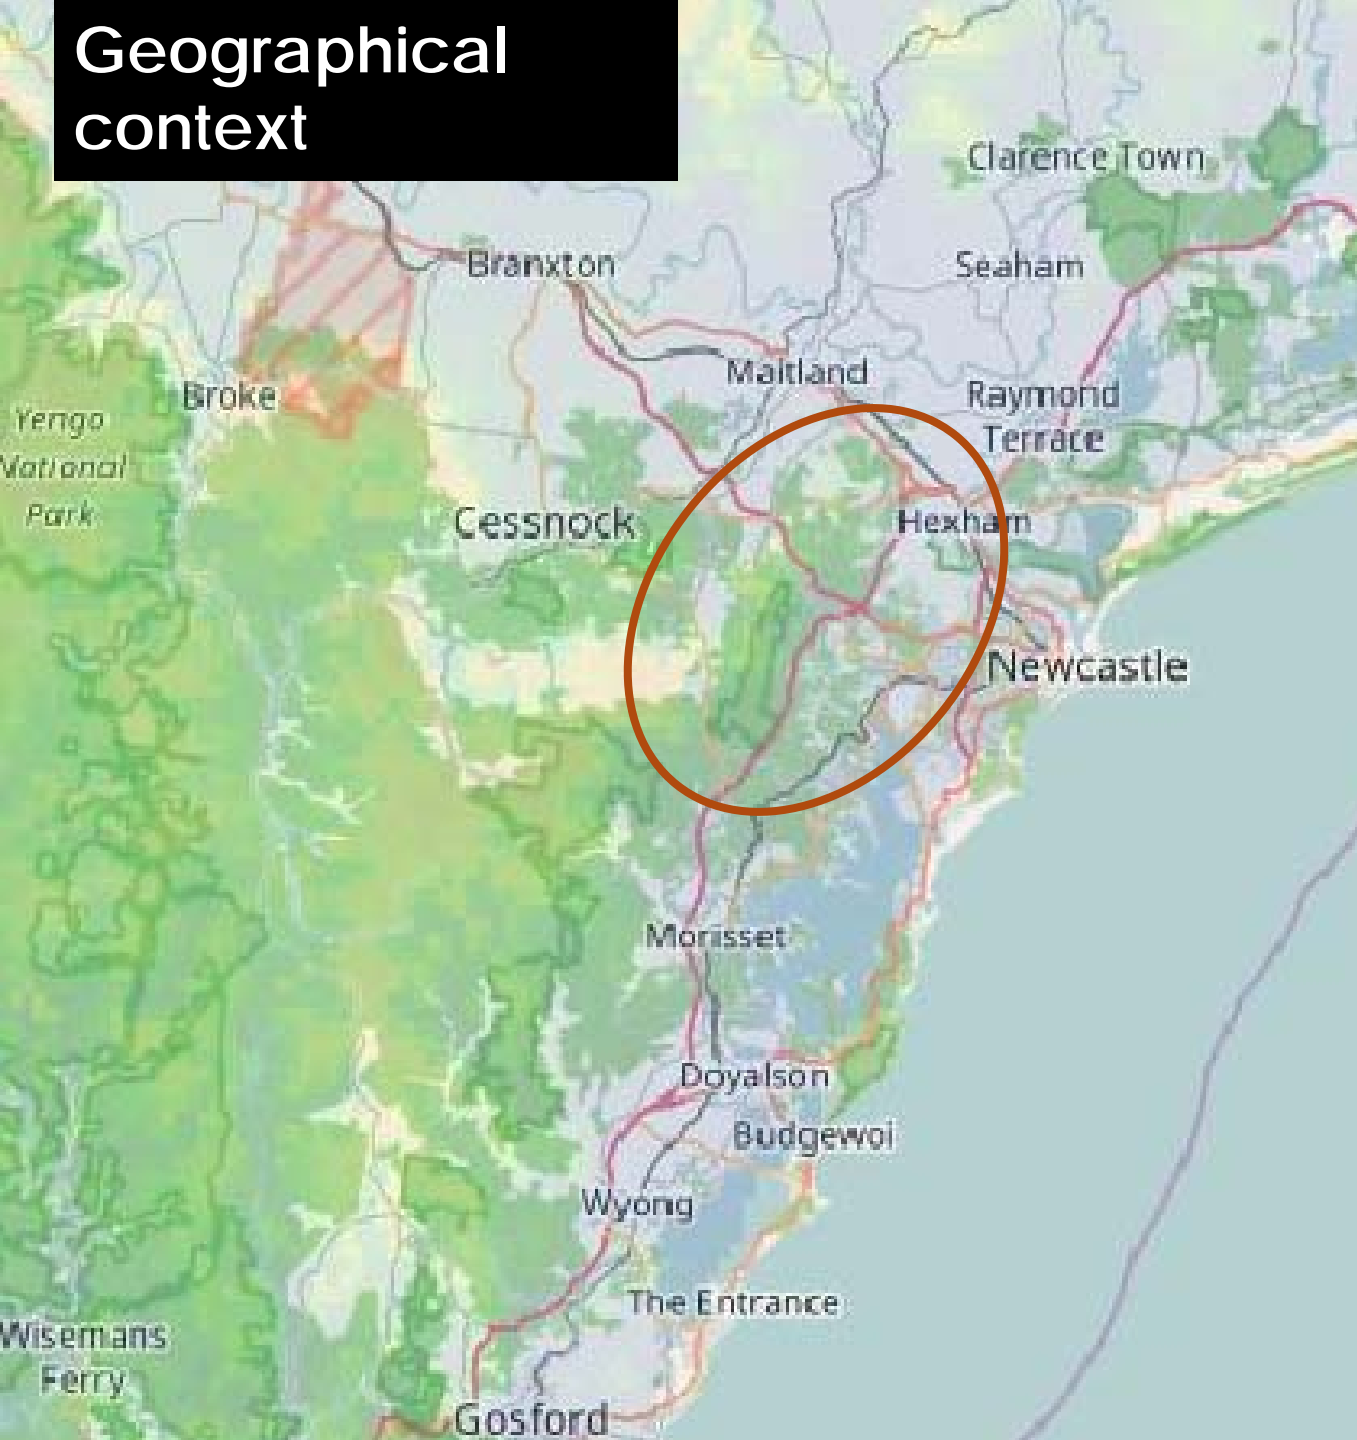 Geographical
context
Clarence Town
Branxton
Seaham
Maitland
Broke
Raymond
Terrace
Yengo
National
Park
Cessnock
Hexham
Newcastle
Morisset
Doyalson
Budgewoi
Wyong
The Entrance
Wisemans
Ferry
Gosford